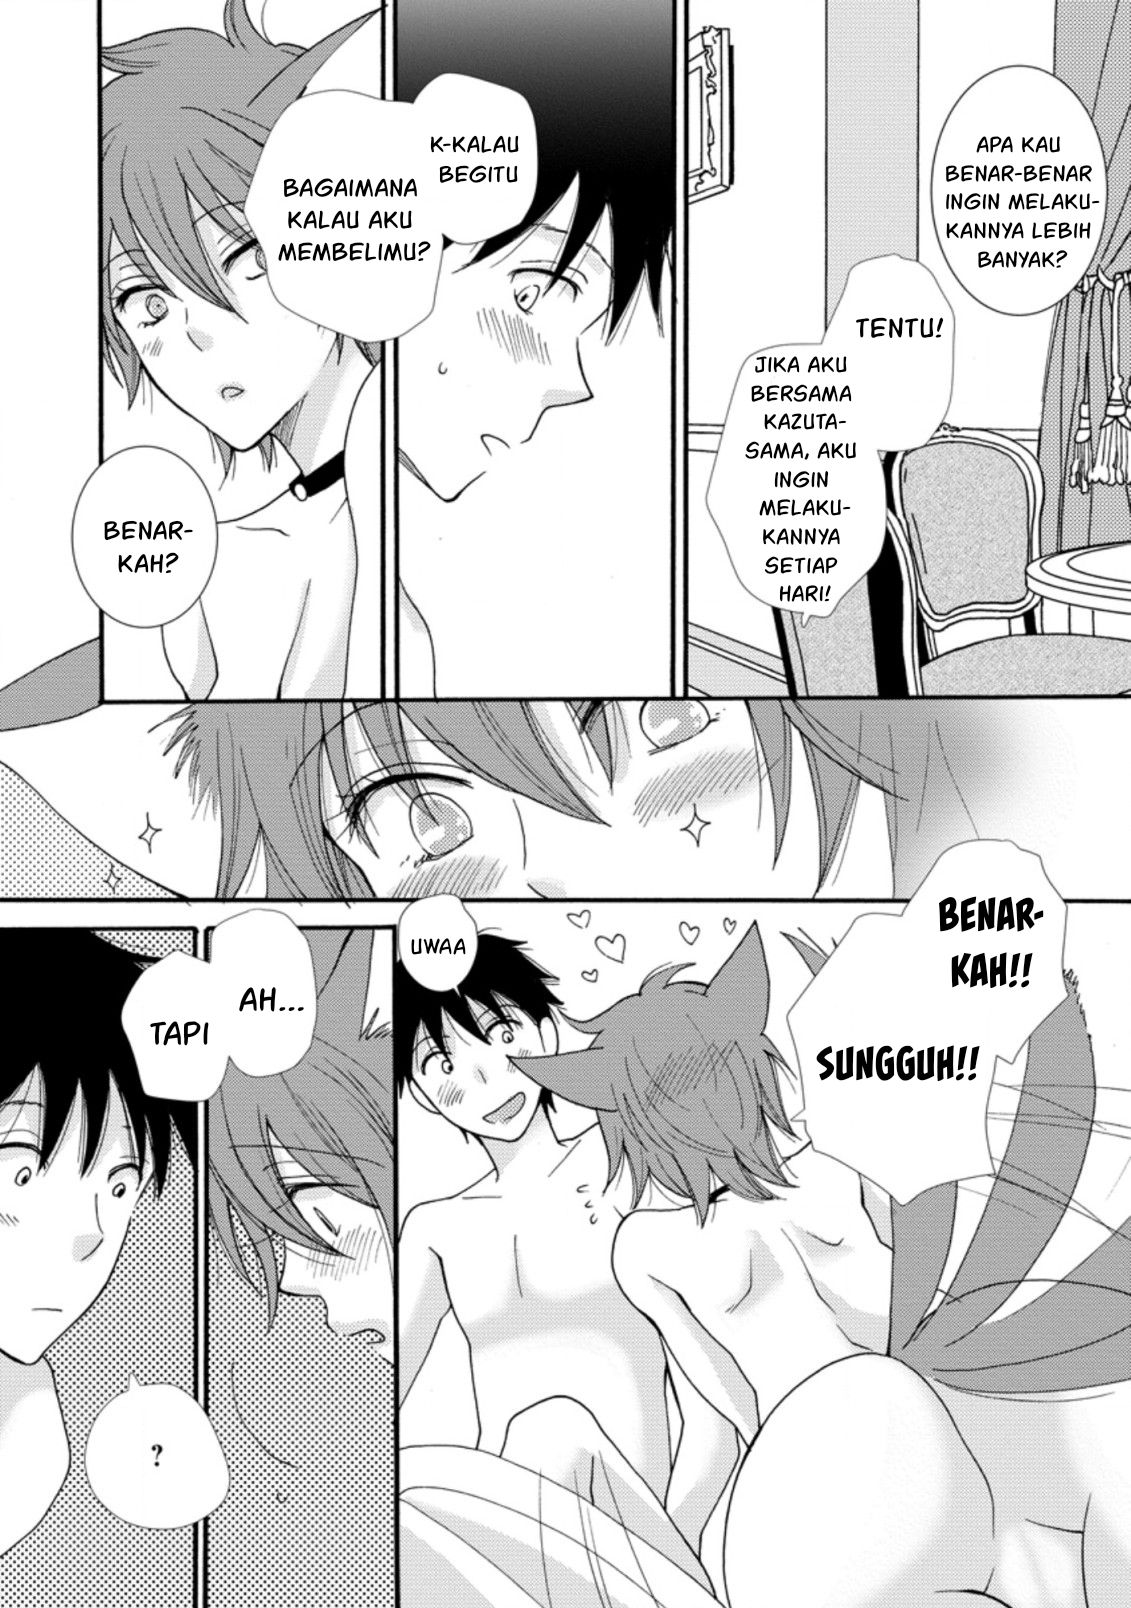 APA KAU
BENAR-BENAR
INGIN MELAKU-
KANNYA LEBIH
BANYAK?
TENTU!
JIKA AKU
BERSAMA
KAZUTA-
SAMA, AKU
INGIN
MELAKU-
KANNYA
SETIAP
HARI!
K-KALAU
BEGITU
BAGAIMANA
KALAU AKU
MEMBELIMU?
BENAR-
KAH?
BENAR-
KAH!!
SUNGGUH!!
UWAA
AH...
TAPI
?